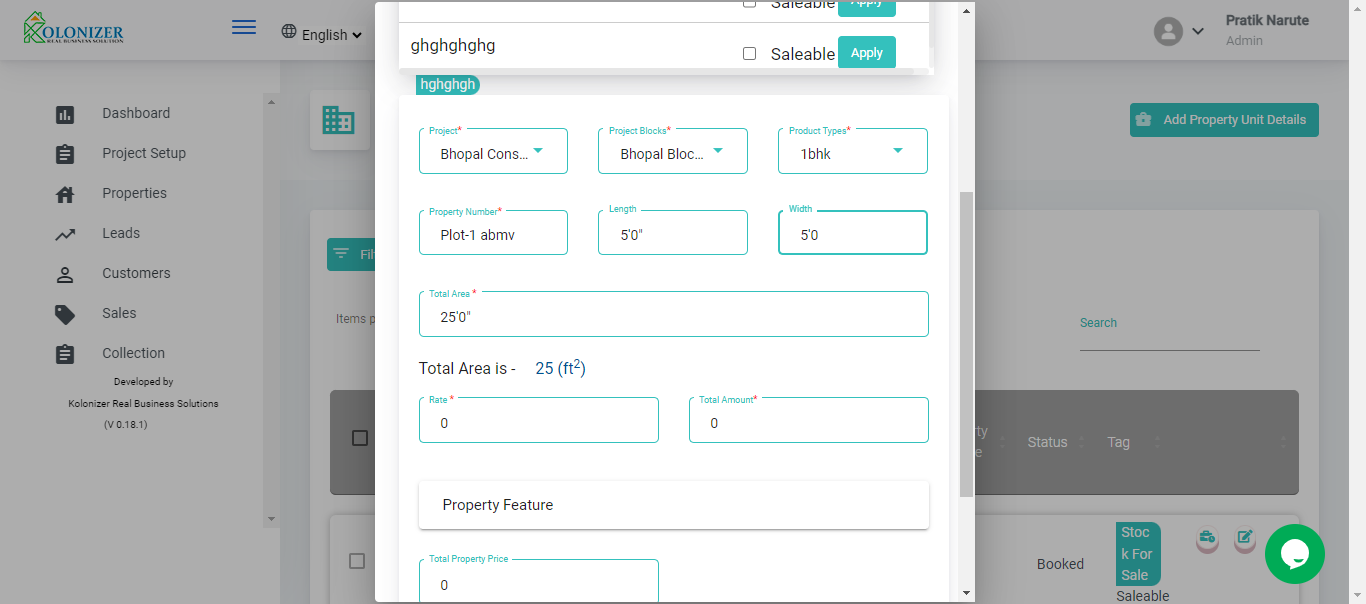 KOLONIZER
REAL BUSINESS SOLUTION
English
Pratik Narute
Admin
Dashboard
Project Setup
Properties
Leads
Customers
Sales
Collection
Developed by
Kolonizer Real Business Solutions
(V 0.18.1)
Saleable Apply
ghghghghg
Saleable Apply
hghghgh
Project* Project Blocks* Product Types*
Bhopal Cons... Bhopal Bloc... 1bhk
Property Number* Length Width
Plot-1 abmv 5'0" 5'0
Total Area *
25'0"
Total Area is - 25 (ft²)
Rate * Total Amount*
0 0
Property Feature
Total Property Price
0
Add Property Unit Details
Fil
Items p
Search
ty
e
Status
Tag
Booked
Stoc
k For
Sale
Saleable